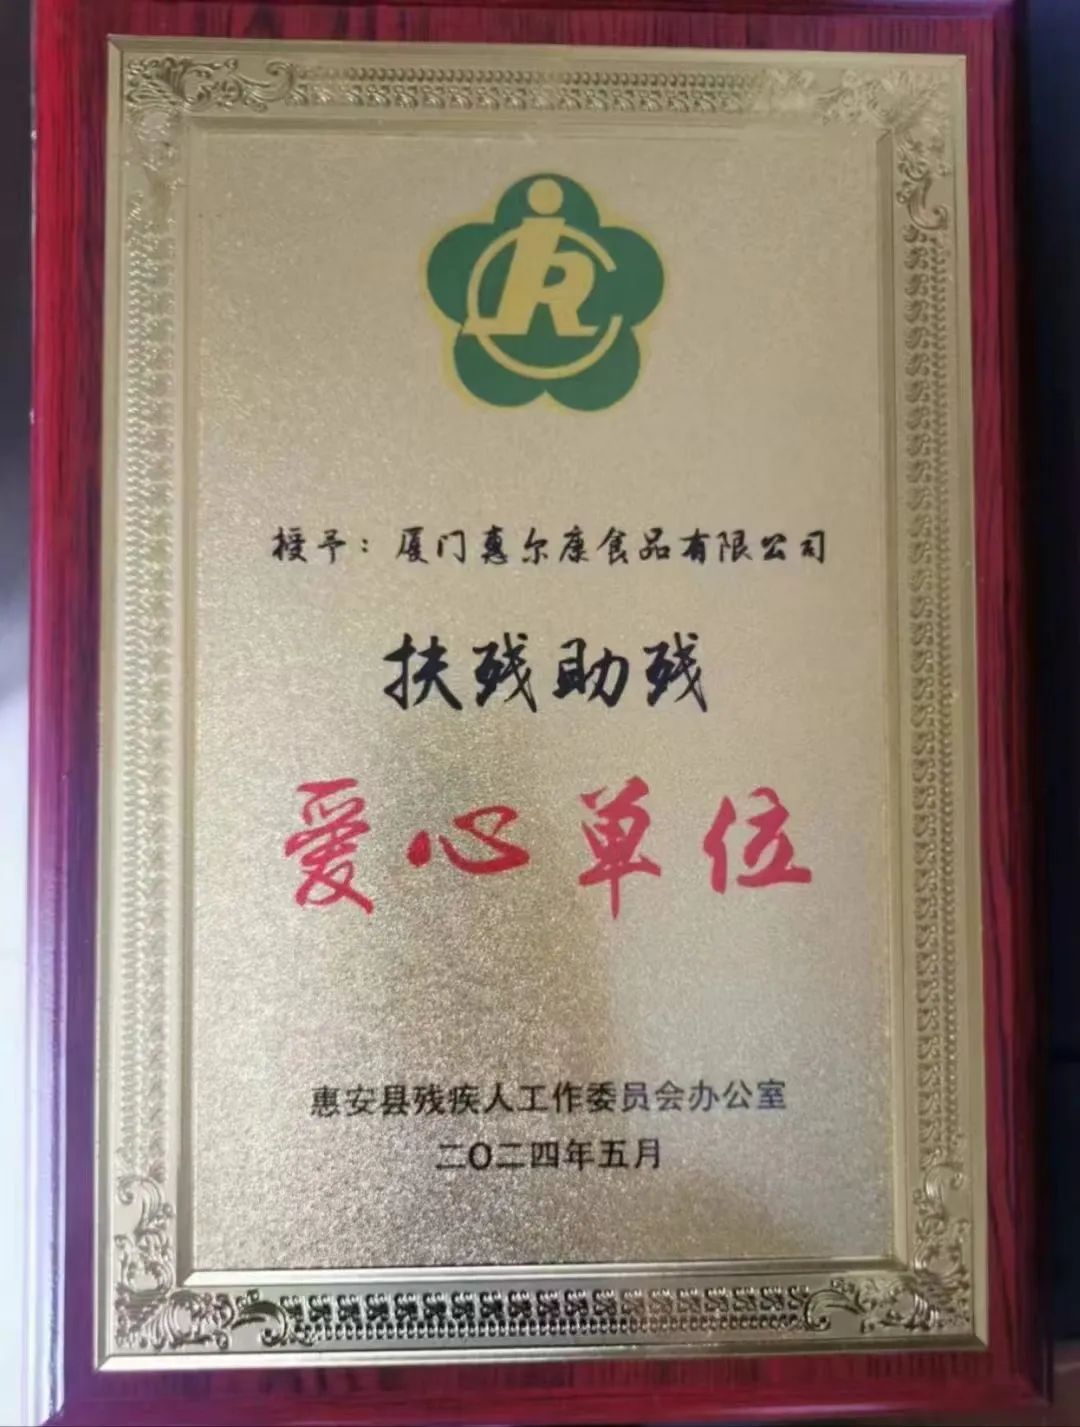 授予：厦门惠尔康食品有限公司
扶残助残
爱心单位
惠安县残疾人工作委员会办公室
二〇二四年五月